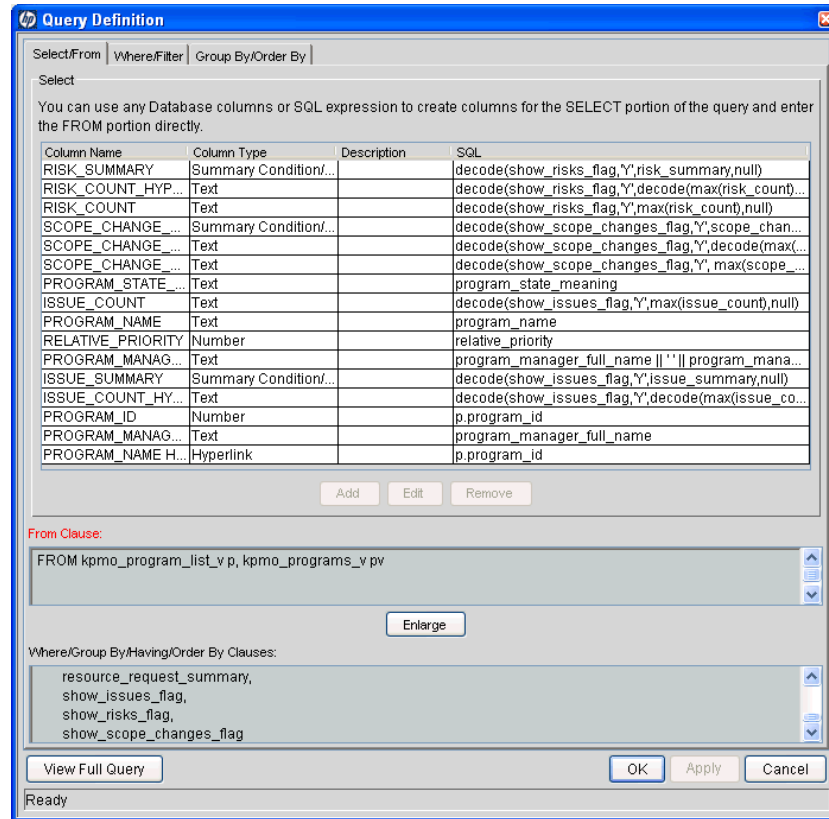 Query Definition
Select/From Where/Filter Group By/Order By
Select
You can use any Database columns or SQL expression to create columns for the SELECT portion of the query and enter
the FROM portion directly.
Column Name Column Type Description SQL
RISK_SUMMARY Summary Condition/... decode(show_risks_flag,'Y',risk_summary,null)
RISK_COUNT_HYP... Text decode(show_risks_flag,'Y',decode(max(risk_count)...
RISK_COUNT Text decode(show_risks_flag,'Y',max(risk_count),null)
SCOPE_CHANGE_... Summary Condition/... decode(show_scope_changes_flag,'Y',scope_chan...
SCOPE_CHANGE_... Text decode(show_scope_changes_flag,'Y',decode(max(...
SCOPE_CHANGE_... Text decode(show_scope_changes_flag,'Y', max(scope_...
PROGRAM_STATE_... Text program_state_meaning
ISSUE_COUNT Text decode(show_issues_flag,'Y',max(issue_count),null)
PROGRAM_NAME Text program_name
RELATIVE_PRIORITY Number relative_priority
PROGRAM_MANAG... Text program_manager_full_name || ' ' || program_mana...
ISSUE_SUMMARY Summary Condition/... decode(show_issues_flag,'Y',issue_summary,null)
ISSUE_COUNT_HY... Text decode(show_issues_flag,'Y',decode(max(issue_co...
PROGRAM_ID Number p.program_id
PROGRAM_MANAG... Text program_manager_full_name
PROGRAM_NAME H... Hyperlink p.program_id
Add Edit Remove
From Clause:
FROM kpmo_program_list_v p, kpmo_programs_v pv
Enlarge
Where/Group By/Having/Order By Clauses:
resource_request_summary,
show_issues_flag,
show_risks_flag,
show_scope_changes_flag
View Full Query OK Apply Cancel
Ready